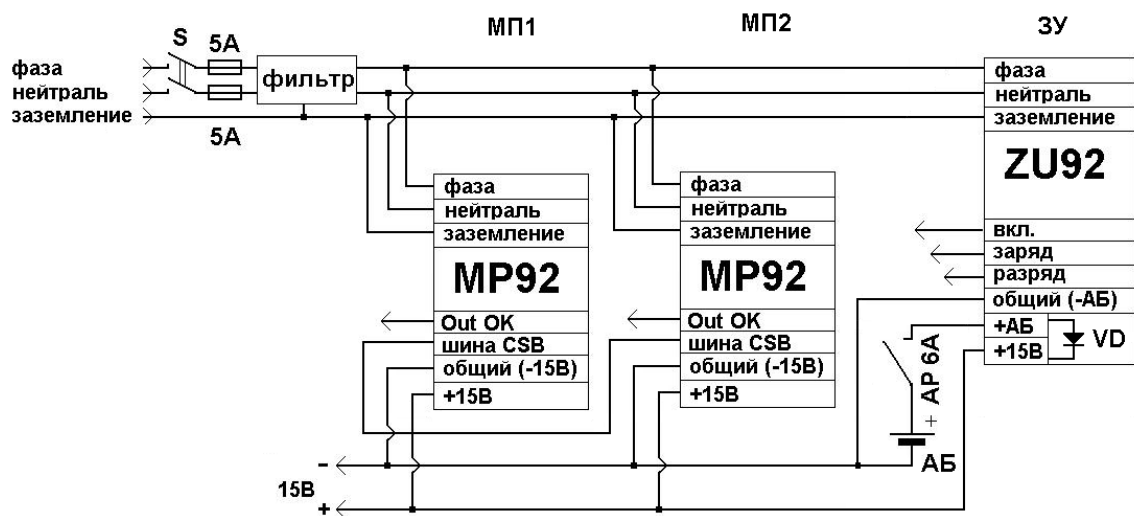 МП1
МП2
ЗУ
S
5А
фаза
нейтраль
заземление
5А
фильтр
фаза
нейтраль
заземление
MP92
Out OK
шина CSB
общий (-15В)
+15В
фаза
нейтраль
заземление
MP92
Out OK
шина CSB
общий (-15В)
+15В
фаза
нейтраль
заземление
ZU92
вкл.
заряд
разряд
общий (-АБ)
+АБ
+15В
VD
АР 6А
+
АБ
-
15В
+